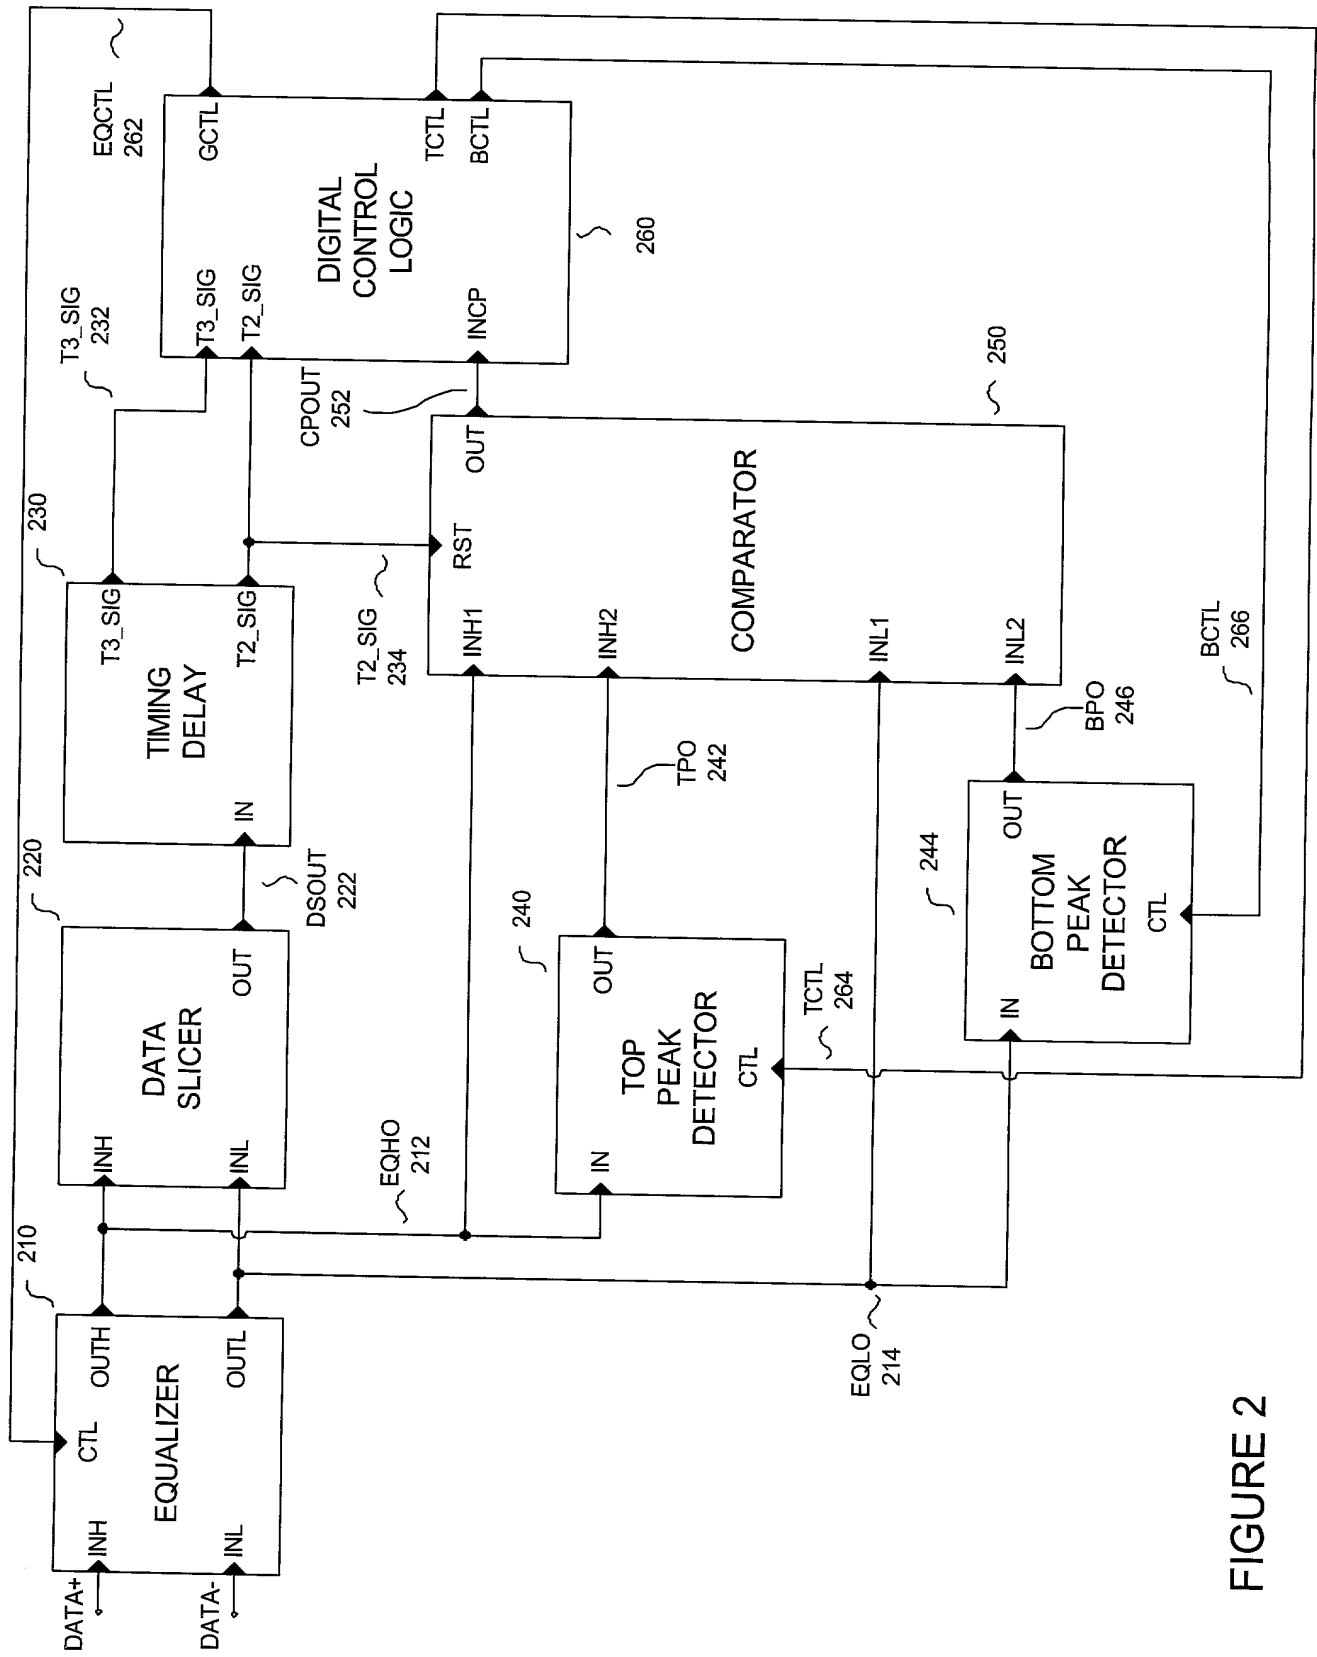 EQCTL
262
T3_SIG
232
230
220
210
GCTL
TCTL
BCTL
DIGITAL
CONTROL
LOGIC
T3_SIG
T2_SIG
INCP
260
T3_SIG
T2_SIG
TIMING
DELAY
IN
DSOUT
222
OUT
DATA
SLICER
INH
INL
CTL
OUTH
OUTL
EQUALIZER
INH
INL
DATA+
DATA-
CPOUT
252
T2_SIG
234
250
OUT
RST
COMPARATOR
INH1
INH2
INL1
INL2
EQHO
212
EQLO
214
TPO
242
240
OUT
TOP
PEAK
DETECTOR
IN
CTL
TCTL
264
BPO
246
244
OUT
BOTTOM
PEAK
DETECTOR
IN
CTL
BCTL
266
FIGURE 2